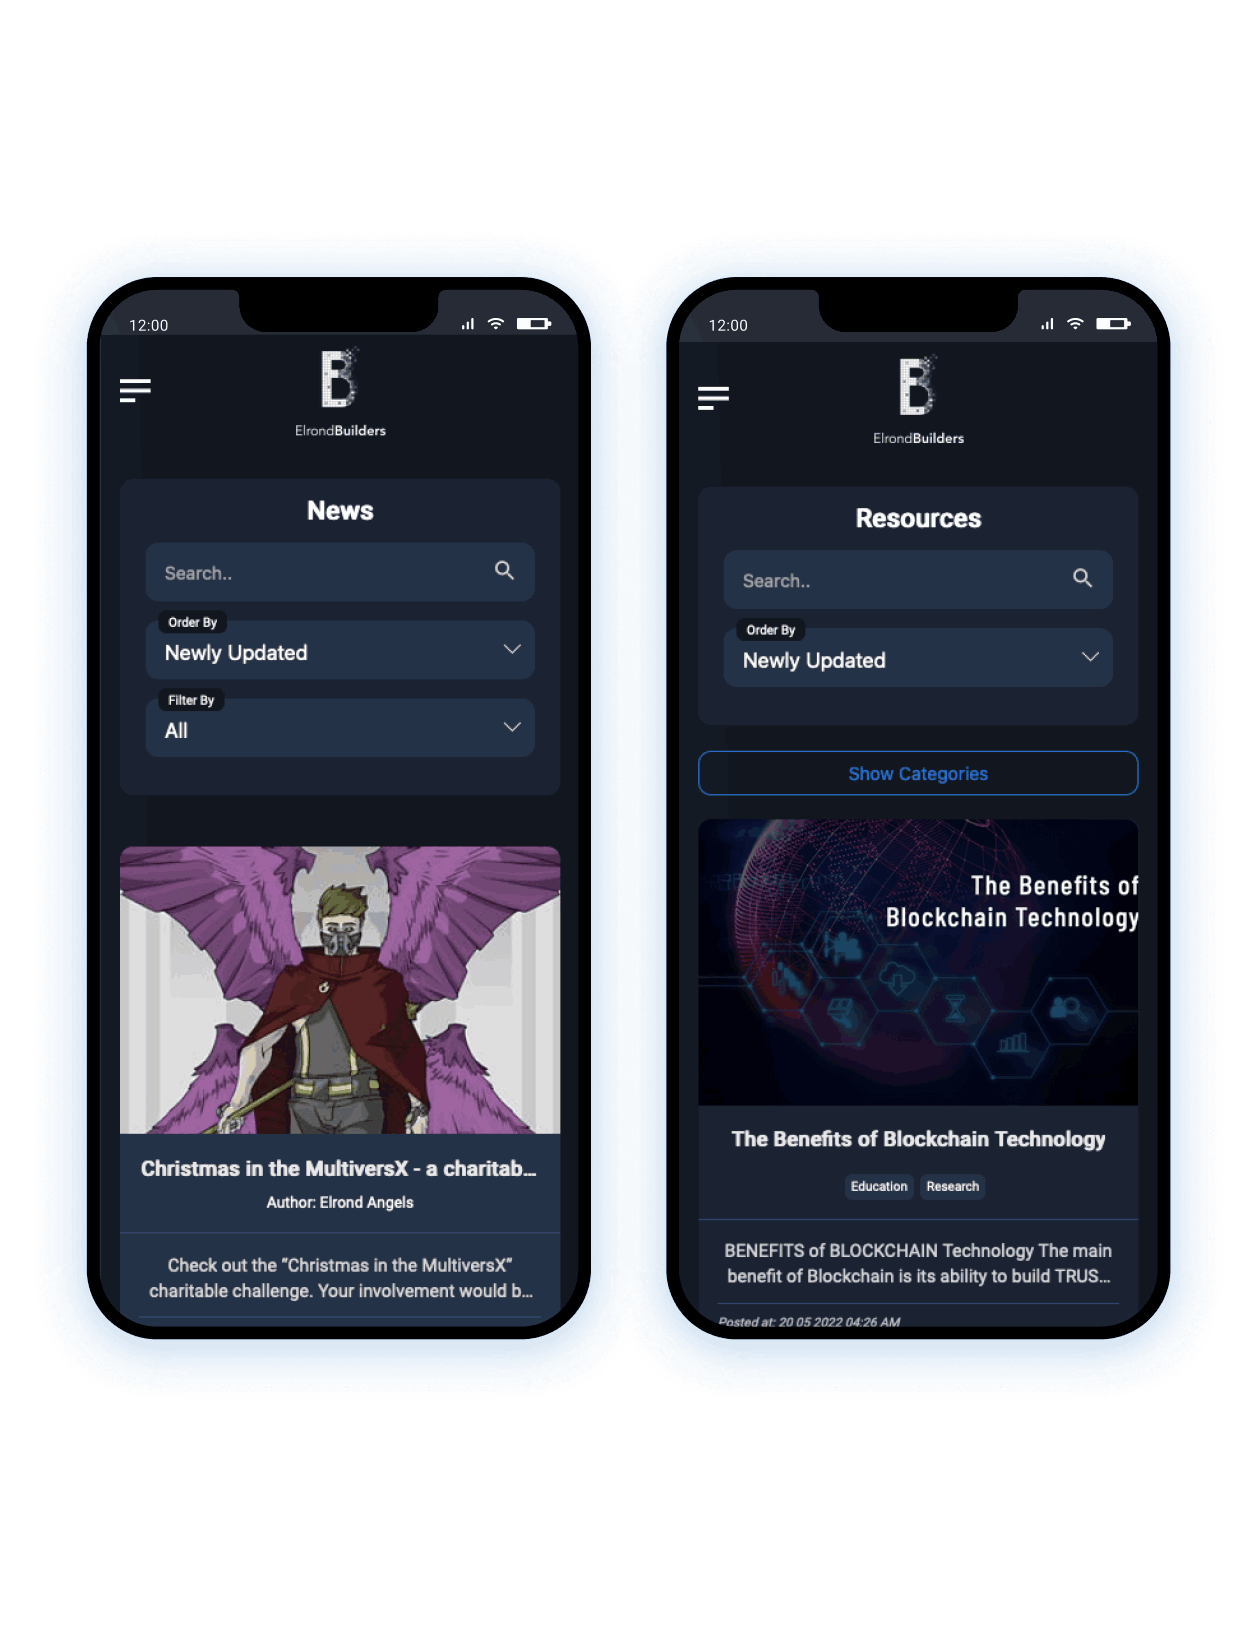 12:00
ElrondBuilders
News
Search..
Order By
Newly Updated
Filter By
All
Christmas in the MultiversX - a charitab...
Author: Elrond Angels
Check out the “Christmas in the MultiversX”
charitable challenge. Your involvement would b...
12:00
ElrondBuilders
Resources
Search..
Order By
Newly Updated
Show Categories
The Benefits of
Blockchain Technology
The Benefits of Blockchain Technology
Education Research
BENEFITS of BLOCKCHAIN Technology The main
benefit of Blockchain is its ability to build TRUS...
Posted at: 20 05 2022 04:26 AM